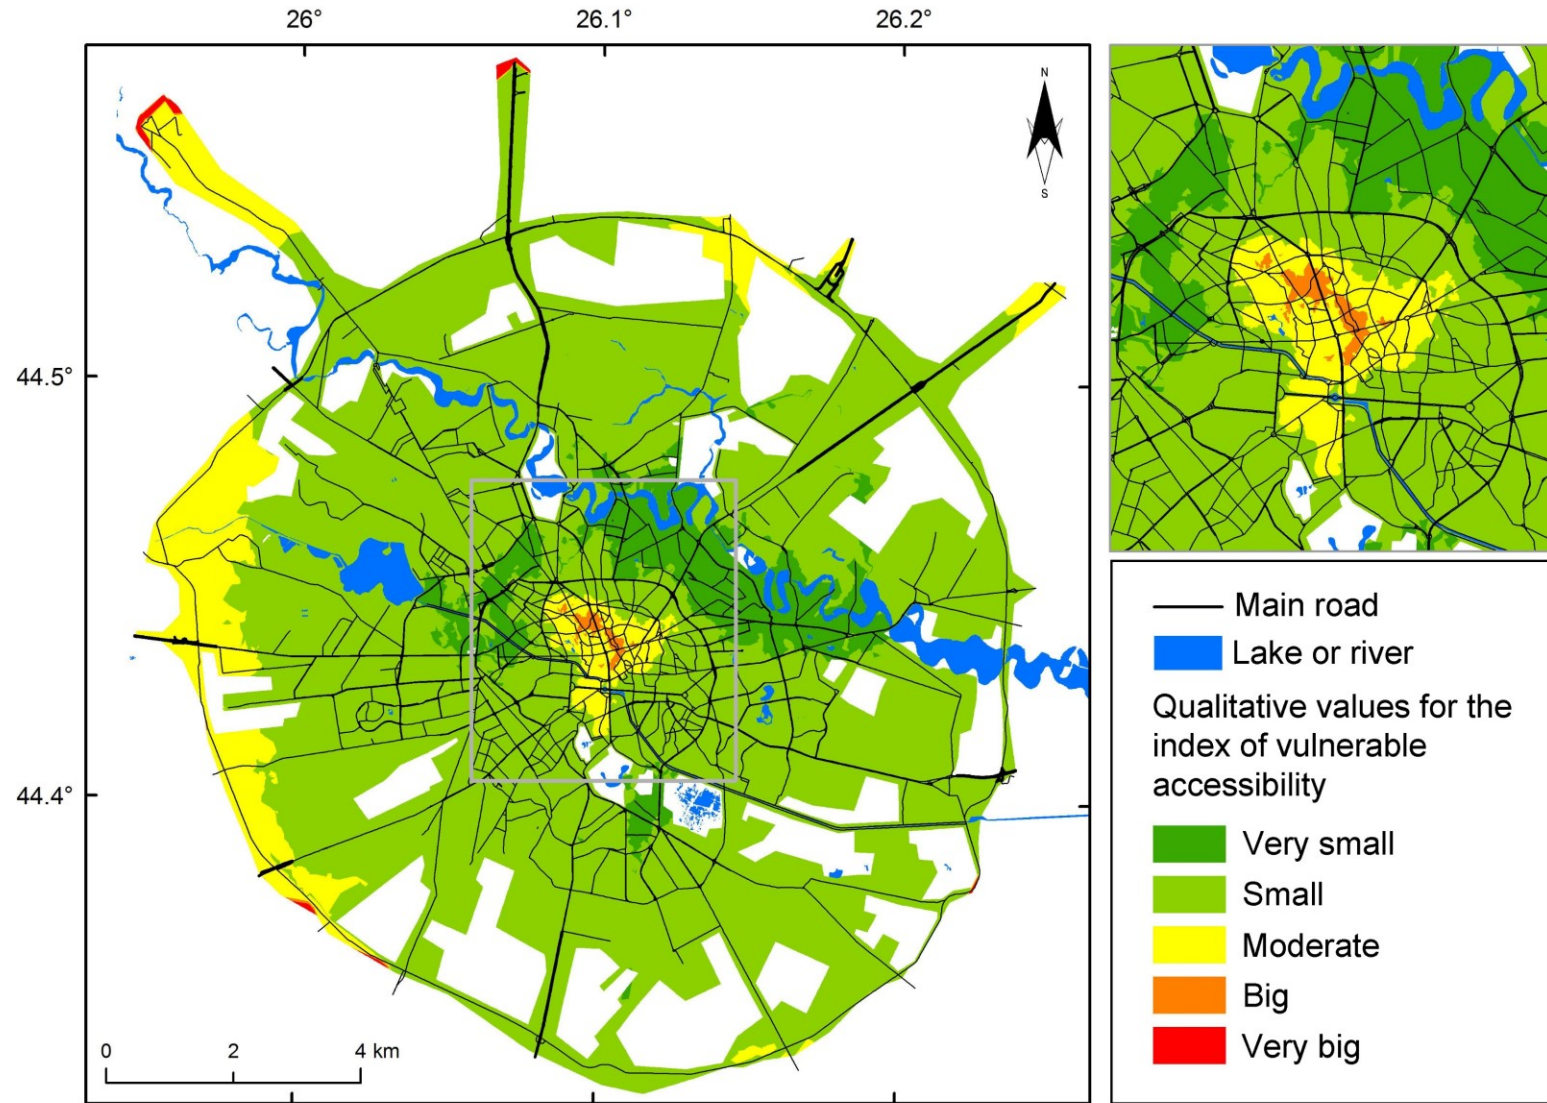 26°
26.1°
26.2°
N
S
44.5°
44.4°
0 2 4 km
Main road
Lake or river
Qualitative values for the
index of vulnerable
accessibility
Very small
Small
Moderate
Big
Very big